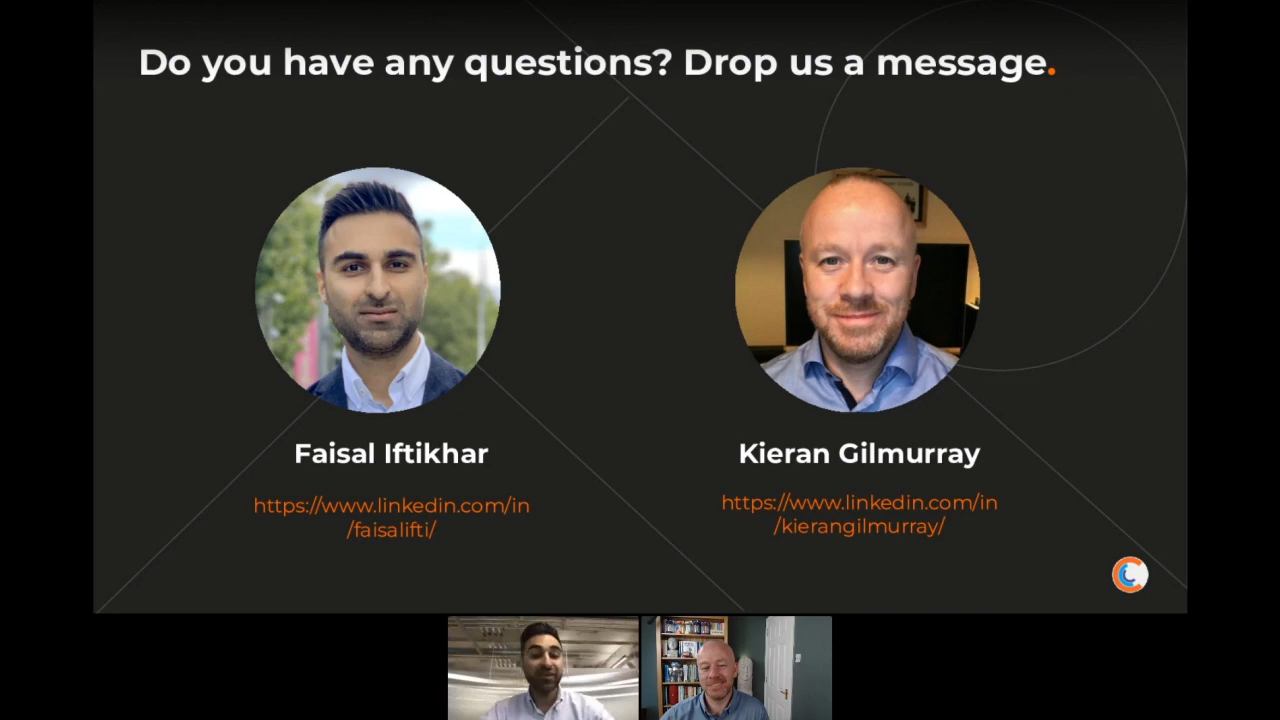 Do you have any questions? Drop us a message.
Faisal Iftikhar
Kieran Gilmurray
https://www.linkedin.com/in
/faisalifti/
https://www.linkedin.com/in
/kierangilmurray/